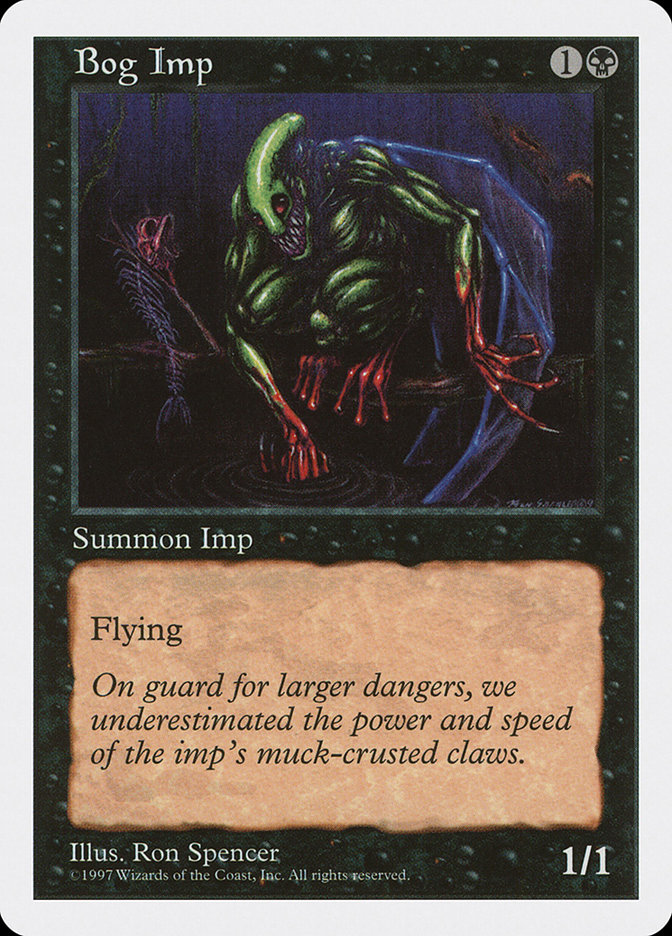 Bog Imp 1
Summon Imp
Flying
On guard for larger dangers, we
underestimated the power and speed
of the imp's muck-crusted claws.
Illus. Ron Spencer
©1997 Wizards of the Coast, Inc. All rights reserved.
1/1